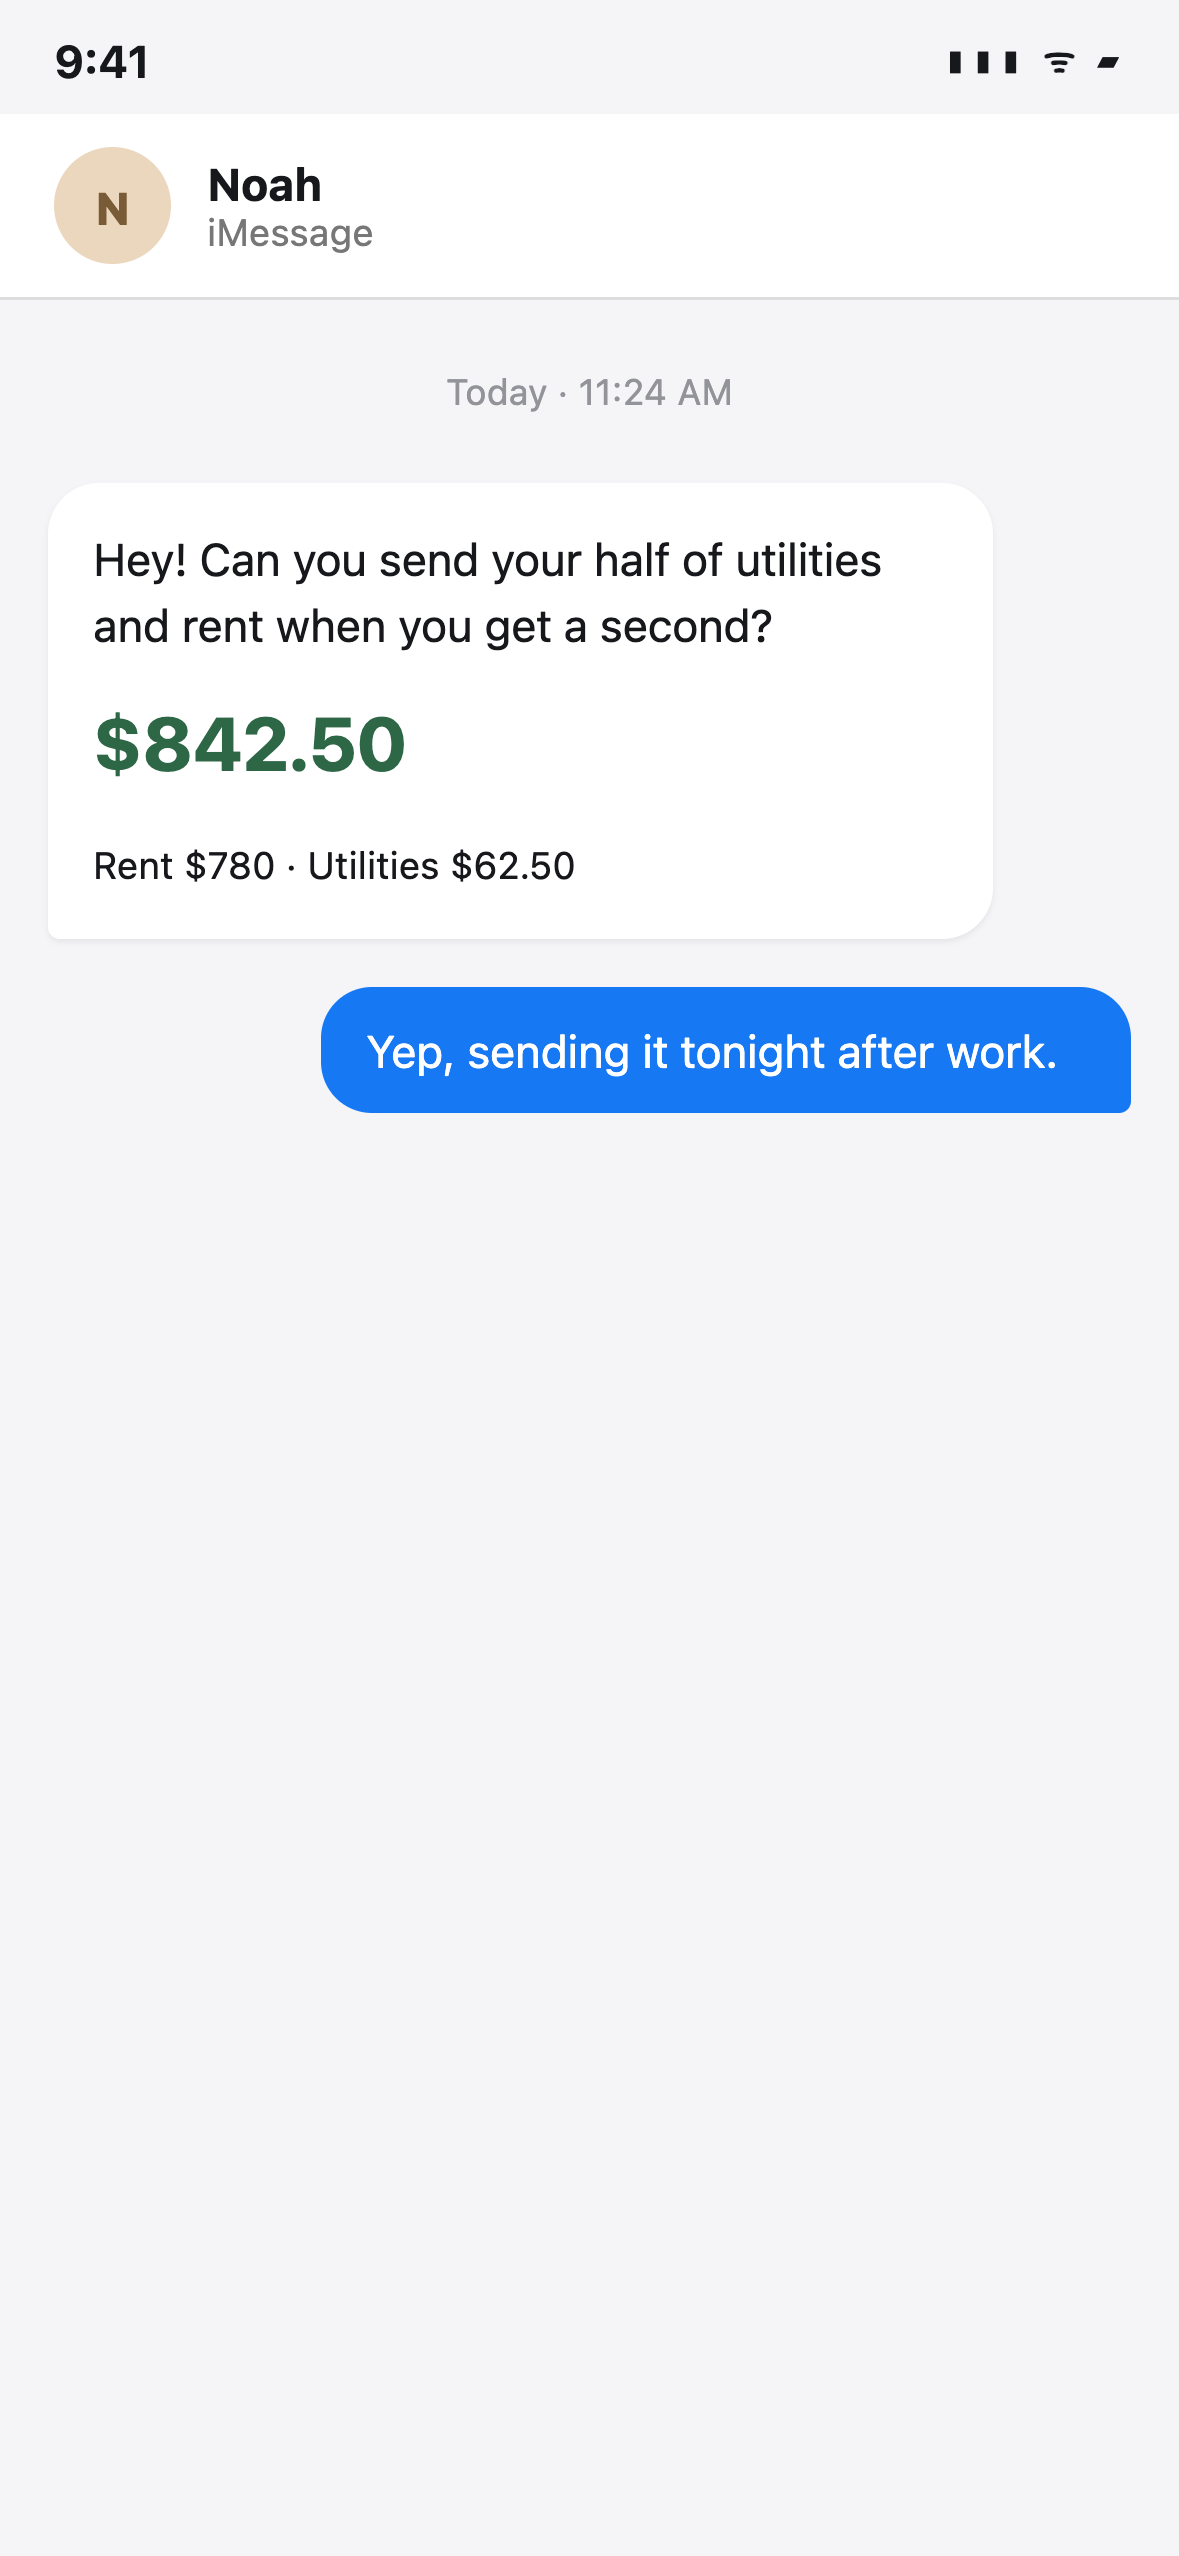 9:41
N
Noah
iMessage
Today · 11:24 AM
Hey! Can you send your half of utilities
and rent when you get a second?
$842.50
Rent $780 · Utilities $62.50
Yep, sending it tonight after work.